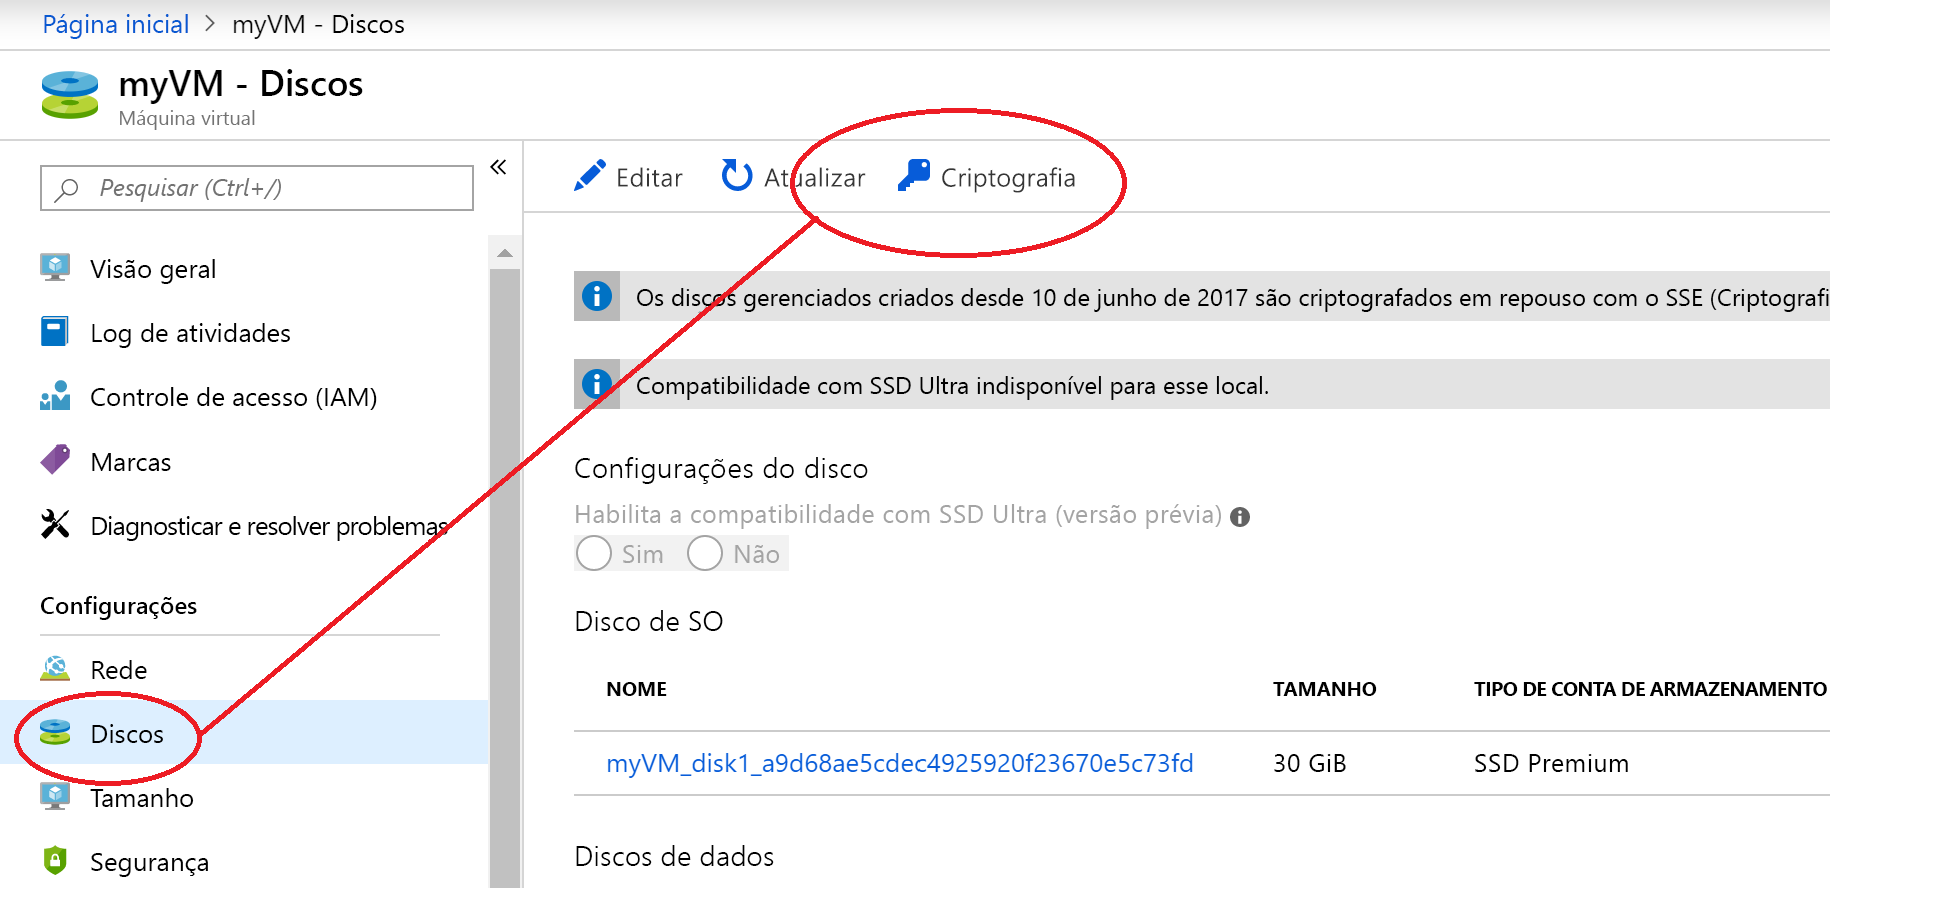 Página inicial > myVM - Discos
myVM - Discos
Máquina virtual
Pesquisar (Ctrl+/)
«
Visão geral
Log de atividades
Controle de acesso (IAM)
Marcas
Diagnosticar e resolver problemas
Configurações
Rede
Discos
Tamanho
Segurança
Editar Atualizar Criptografia
Os discos gerenciados criados desde 10 de junho de 2017 são criptografados em repouso com o SSE (Criptografi
Compatibilidade com SSD Ultra indisponível para esse local.
Configurações do disco
Habilita a compatibilidade com SSD Ultra (versão prévia)
Sim Não
Disco de SO
NOME TAMANHO TIPO DE CONTA DE ARMAZENAMENTO
myVM_disk1_a9d68ae5cdec4925920f23670e5c73fd 30 GiB SSD Premium
Discos de dados